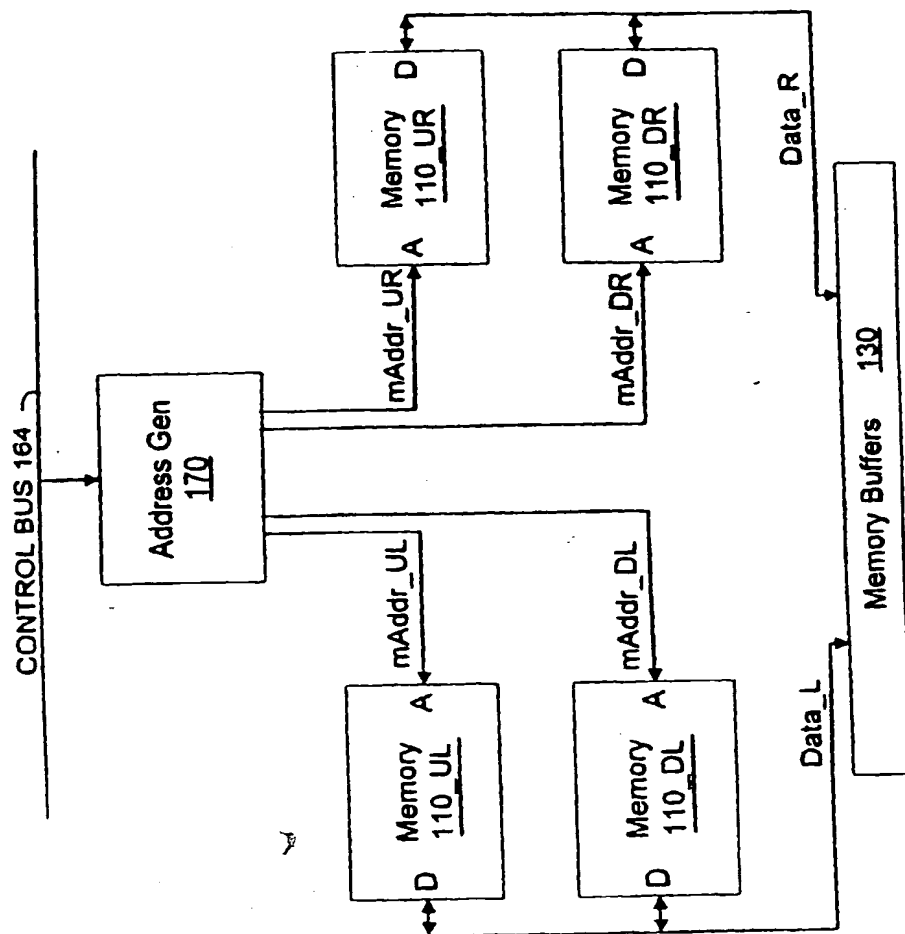 CONTROL BUS 164
Address Gen
170
mAddr_UL
mAddr_UR
Memory
110_UL
D
A
Memory
110_UR
A
D
mAddr_DL
mAddr_DR
Memory
110_DL
D
A
Memory
110_DR
A
D
Data_L
Data_R
Memory Buffers 130